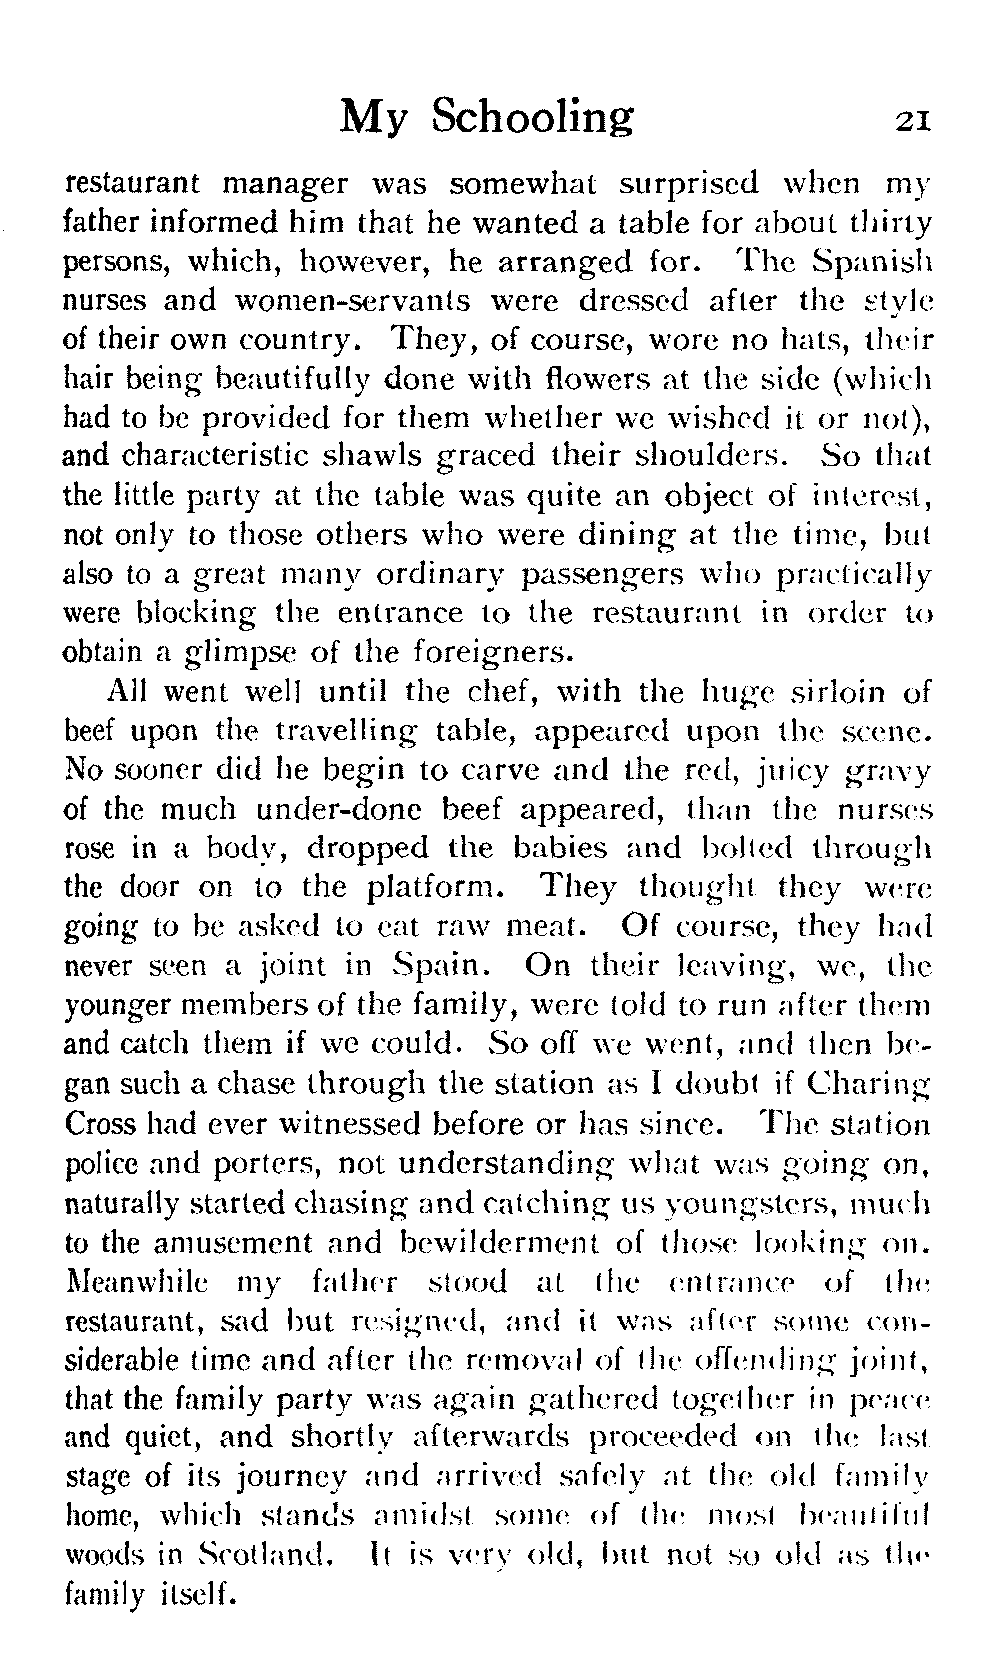 My Schooling 21
restaurant manager was somewhat surprised when my
father informed him that he wanted a table for about thirty
persons, which, however, he arranged for. The Spanish
nurses and women-servants were dressed after the style
of their own country. They, of course, wore no hats, their
hair being beautifully done with flowers at the side (which
had to be provided for them whether we wished it or not),
and characteristic shawls graced their shoulders. So that
the little party at the table was quite an object of interest,
not only to those others who were dining at the time, but
also to a great many ordinary passengers who practically
were blocking the entrance to the restaurant in order to
obtain a glimpse of the foreigners.
All went well until the chef, with the huge sirloin of
beef upon the travelling table, appeared upon the scene.
No sooner did he begin to carve and the red, juicy gravy
of the much under-done beef appeared, than the nurses
rose in a body, dropped the babies and bolted through
the door on to the platform. They thought they were
going to be asked to eat raw meat. Of course, they had
never seen a joint in Spain. On their leaving, we, the
younger members of the family, were told to run after them
and catch them if we could. So off we went, and then be-
gan such a chase through the station as I doubt if Charing
Cross had ever witnessed before or has since. The station
police and porters, not understanding what was going on,
naturally started chasing and catching us youngsters, much
to the amusement and bewilderment of those looking on.
Meanwhile my father stood at the entrance of the
restaurant, sad but resigned, and it was after some con-
siderable time and after the removal of the offending joint,
that the family party was again gathered together in peace
and quiet, and shortly afterwards proceeded on the last
stage of its journey and arrived safely at the old family
home, which stands amidst some of the most beautiful
woods in Scotland. It is very old, but not so old as the
family itself.